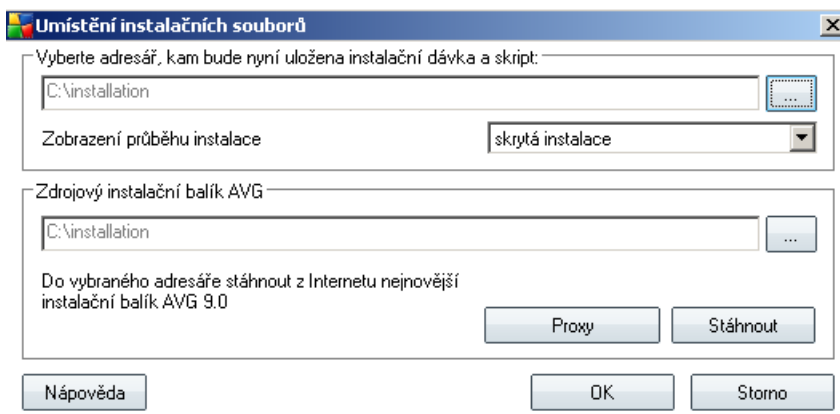 Umístění instalačních souborů
Vyberte adresář, kam bude nyní uložena instalační dávka a skript:
C:\installation
...
Zobrazení průběhu instalace
skrytá instalace
Zdrojový instalační balík AVG
C:\installation
...
Do vybraného adresáře stáhnout z Internetu nejnovější
instalační balík AVG 9.0
Proxy
Stáhnout
Nápověda
OK
Storno